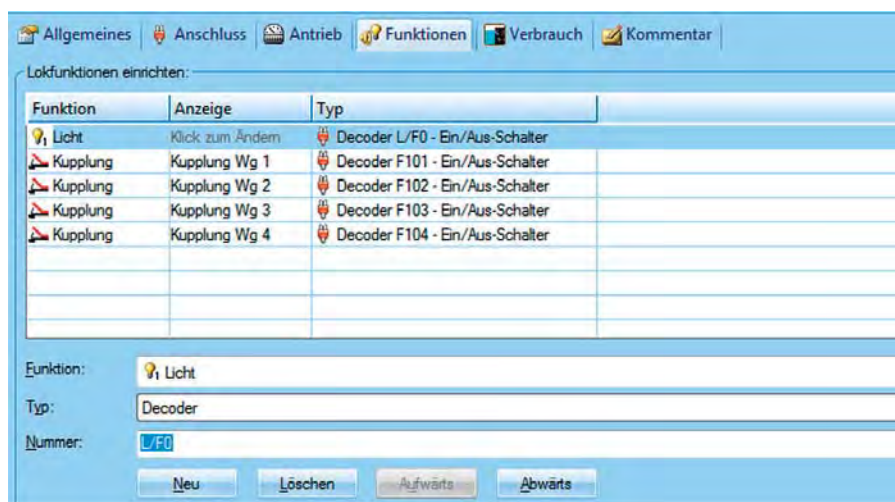 Allgemeines Anschluss Antrieb Funktionen Verbrauch Kommentar
Lokfunktionen einrichten:
Funktion Anzeige Typ
Licht Klick zum Ändern Decoder L/F0 - Ein/Aus-Schalter
Kupplung Kupplung Wg 1 Decoder F101 - Ein/Aus-Schalter
Kupplung Kupplung Wg 2 Decoder F102 - Ein/Aus-Schalter
Kupplung Kupplung Wg 3 Decoder F103 - Ein/Aus-Schalter
Kupplung Kupplung Wg 4 Decoder F104 - Ein/Aus-Schalter
Funktion: Licht
Typ: Decoder
Nummer: L/F0
Neu Löschen Aufwärts Abwärts